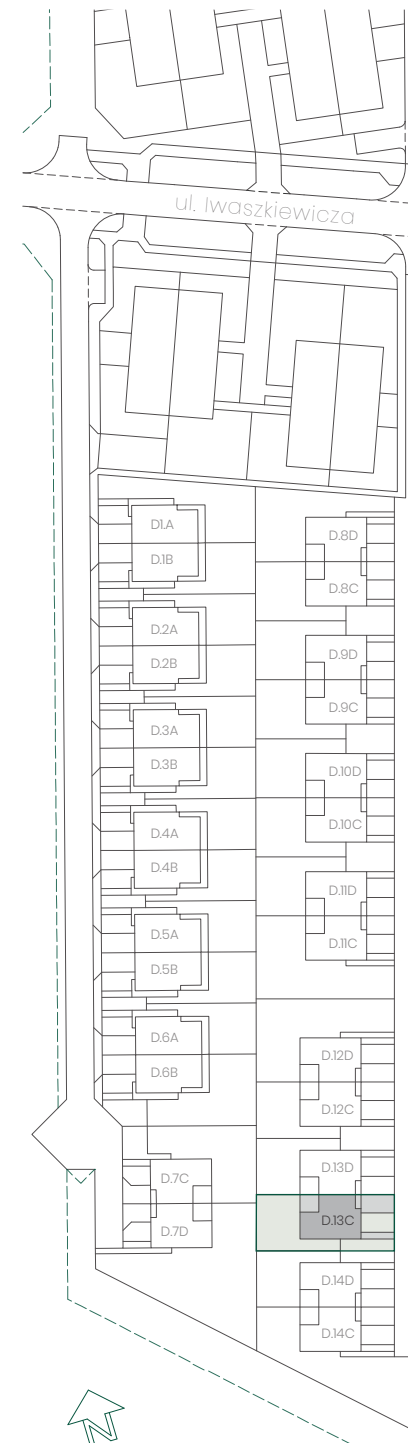 ul. Iwaszkiewicza
D1.A
D.1B
D.2A
D.2B
D.3A
D.3B
D.4A
D.4B
D.5A
D.5B
D.6A
D.6B
D.7C
D.7D
D.8D
D.8C
D.9D
D.9C
D.10D
D.10C
D.11D
D.11C
D.12D
D.12C
D.13D
D.13C
D.14D
D.14C
N